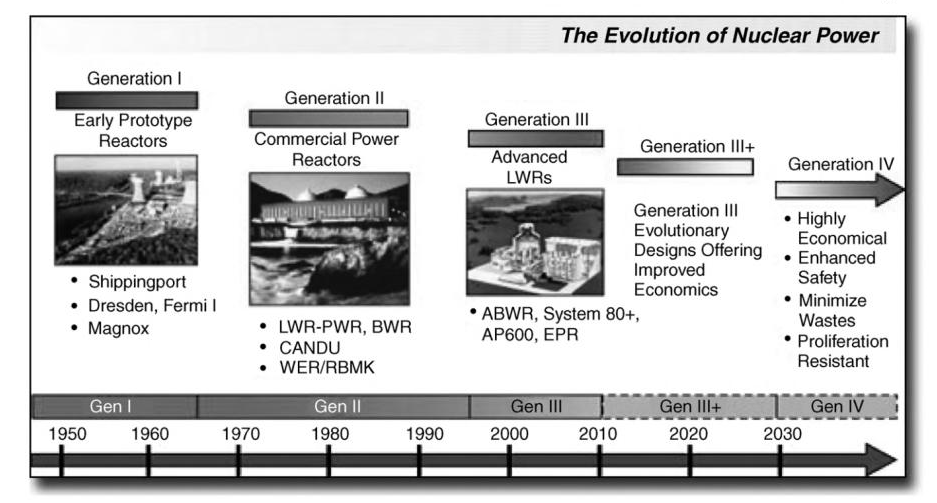 The Evolution of Nuclear Power
Generation I
Early Prototype
Reactors
• Shippingport
• Dresden, Fermi I
• Magnox
Generation II
Commercial Power
Reactors
• LWR-PWR, BWR
• CANDU
• WER/RBMK
Generation III
Advanced
LWRs
• ABWR, System 80+,
AP600, EPR
Generation III+
Generation III
Evolutionary
Designs Offering
Improved
Economics
Generation IV
• Highly
Economical
• Enhanced
Safety
• Minimize
Wastes
• Proliferation
Resistant
Gen I Gen II Gen III Gen III+ Gen IV
1950 1960 1970 1980 1990 2000 2010 2020 2030